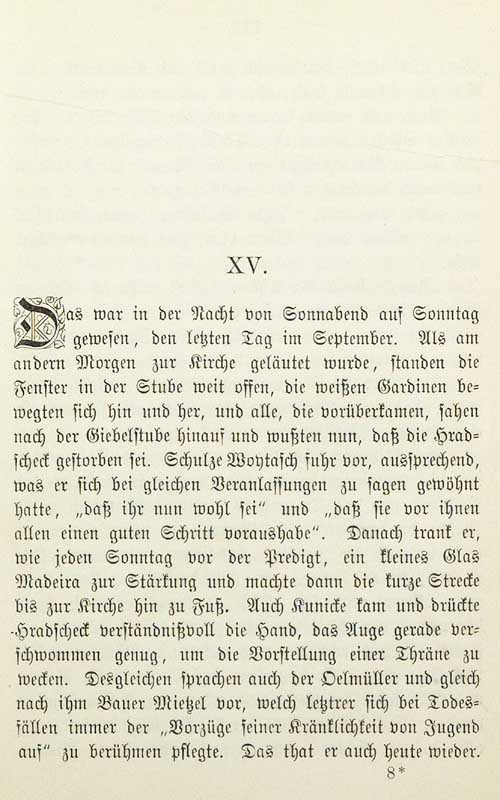 XV.
Das war in der Nacht von Sonnabend auf Sonntag
gewesen, den letzten Tag im September. Als am
andern Morgen zur Kirche geläutet wurde, standen die
Fenster in der Stube weit offen, die weißen Gardinen be-
wegten sich hin und her, und alle, die vorüberkamen, sahen
nach der Giebelstube hinauf und wußten nun, daß die Hrad-
scheck gestorben sei. Schulze Woytasch fuhr vor, aussprechend,
was er sich bei gleichen Veranlassungen zu sagen gewöhnt
hatte, „daß ihr nun wohl sei“ und „daß sie vor ihnen
allen einen guten Schritt voraushabe“. Danach trank er,
wie jeden Sonntag vor der Predigt, ein kleines Glas
Madeira zur Stärkung und machte dann die kurze Strecke
bis zur Kirche hin zu Fuß. Auch Kunicke kam und drückte
Hradscheck verständnißvoll die Hand, das Auge gerade ver-
schwommen genug, um die Vorstellung einer Thräne zu
wecken. Desgleichen sprachen auch der Oelmüller und gleich
nach ihm Bauer Mietzel vor, welch letztrer sich bei Todes-
fällen immer der „Vorzüge seiner Kränklichkeit von Jugend
auf“ zu berühmen pflegte. Das that er auch heute wieder.
8*